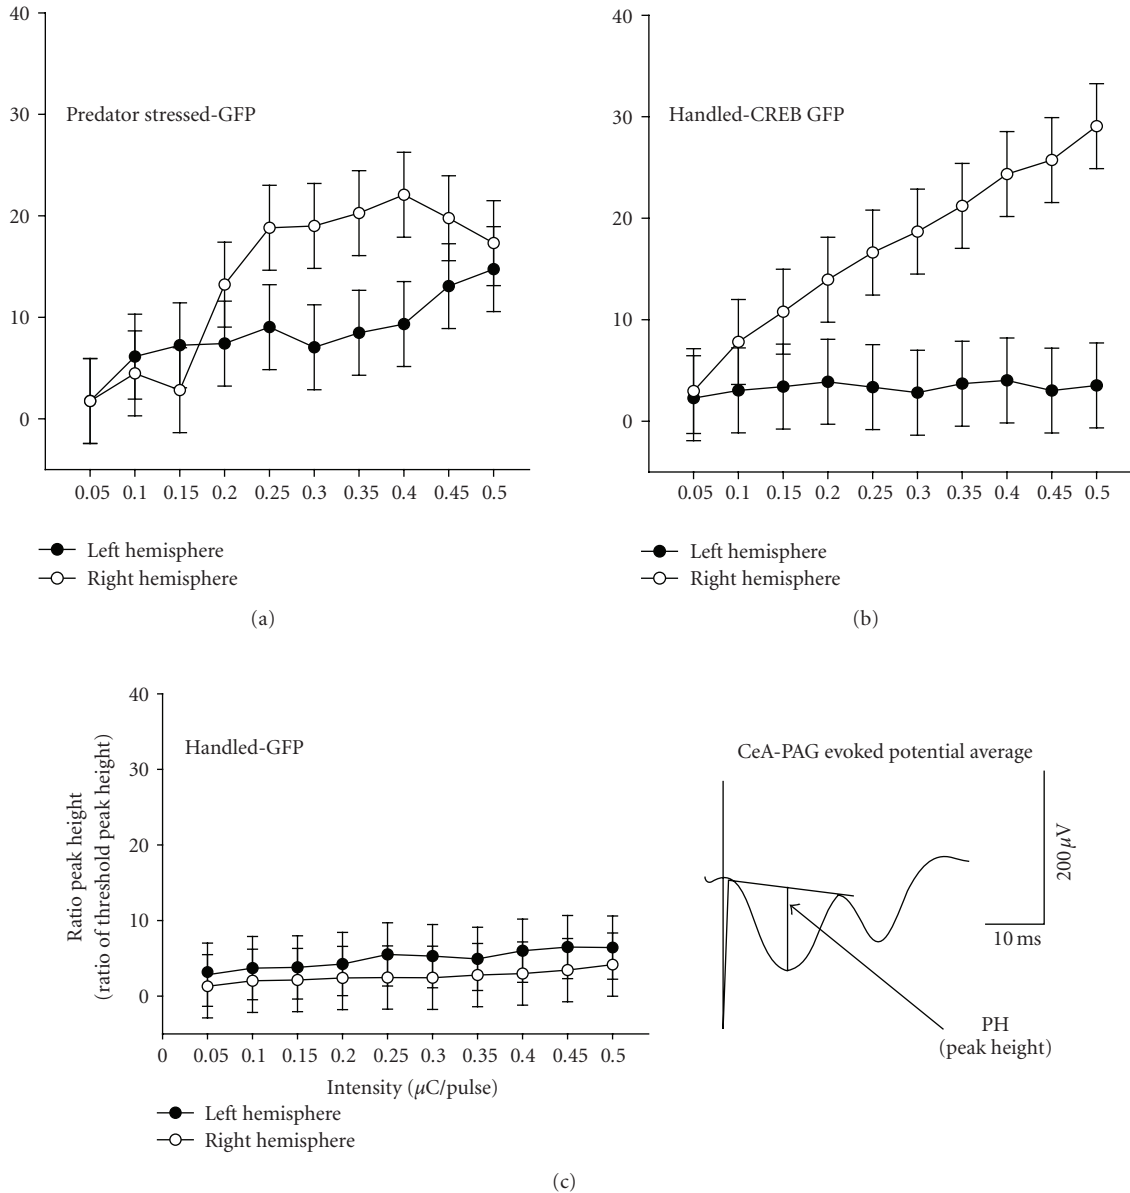 40
30
20
10
0
Predator stressed-GFP
0.05 0.1 0.15 0.2 0.25 0.3 0.35 0.4 0.45 0.5
Left hemisphere
Right hemisphere
(a)
40
30
20
10
0
Handled-CREB GFP
0.05 0.1 0.15 0.2 0.25 0.3 0.35 0.4 0.45 0.5
Left hemisphere
Right hemisphere
(b)
Ratio peak height
(ratio of threshold peak height)
40
30
20
10
0
Handled-GFP
0 0.05 0.1 0.15 0.2 0.25 0.3 0.35 0.4 0.45 0.5
Intensity (μC/pulse)
Left hemisphere
Right hemisphere
CeA-PAG evoked potential average
200 μV
10 ms
PH
(peak height)
(c)